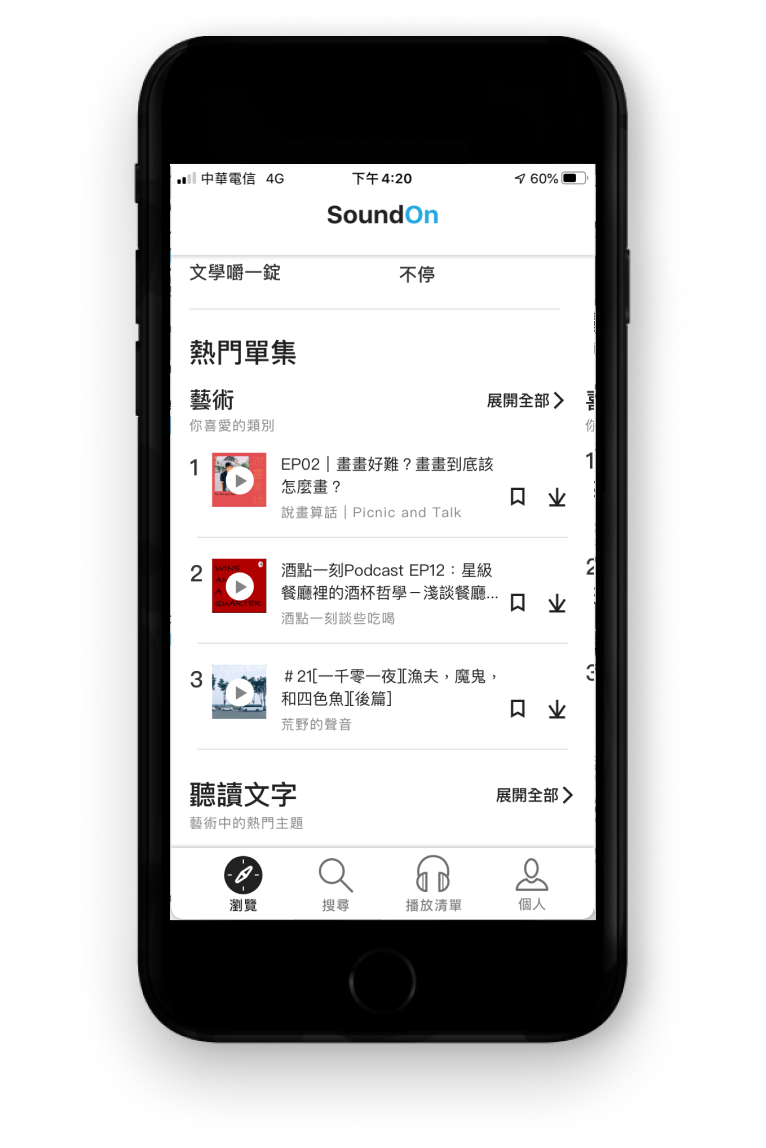 中華電信 4G 下午4:20 60%
SoundOn
文學嚼一錠 不停
熱門單集
藝術 展開全部
你喜愛的類別 你
1 EP02｜畫畫好難？畫畫到底該
怎麼畫？
說畫算話｜Picnic and Talk
2 酒點一刻Podcast EP12：星級
餐廳裡的酒杯哲學－淺談餐廳...
酒點一刻談些吃喝
3 ＃21[一千零一夜][漁夫，魔鬼，
和四色魚][後篇]
荒野的聲音
聽讀文字 展開全部
藝術中的熱門主題
瀏覽 搜尋 播放清單 個人